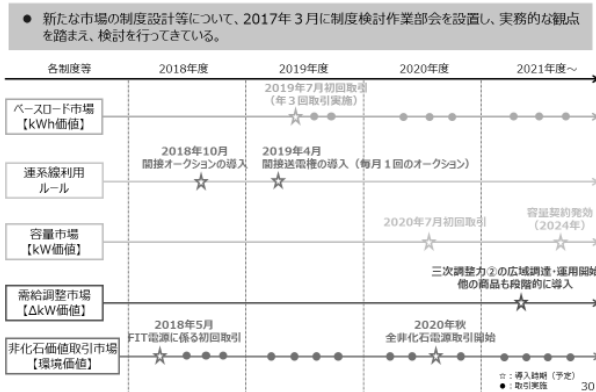 ● 新たな市場の制度設計等について、2017年3月に制度検討作業部会を設置し、実務的な観点
を踏まえ、検討を行ってきている。
各制度等
2018年度
2019年度
2020年度
2021年度～
ベースロード市場
【kWh価値】
2019年7月初回取引
（年３回取引実施）
連系線利用
ルール
2018年10月
間接オークションの導入
2019年4月
間接送電権の導入（毎月１回のオークション）
容量市場
【kW価値】
2020年7月初回取引
容量契約発効
（2024年）
需給調整市場
【ΔkW価値】
三次調整力②の広域調達・運用開始
他の商品も段階的に導入
非化石価値取引市場
【環境価値】
2018年5月
FIT電源に係る初回取引
2020年秋
全非化石電源取引開始
☆：導入時期（予定）
●：取引実施
30